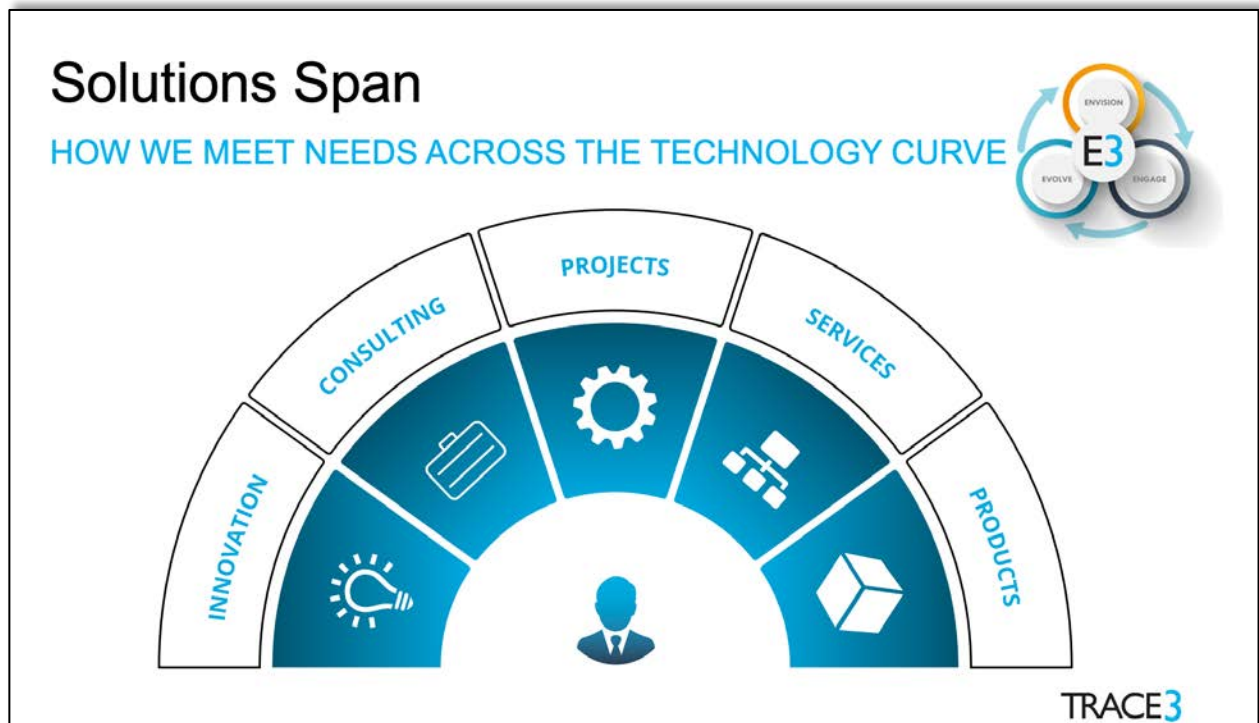 Solutions Span
HOW WE MEET NEEDS ACROSS THE TECHNOLOGY CURVE
ENVISION
E3
EVOLVE
ENGAGE
INNOVATION
CONSULTING
PROJECTS
SERVICES
PRODUCTS
TRACE3